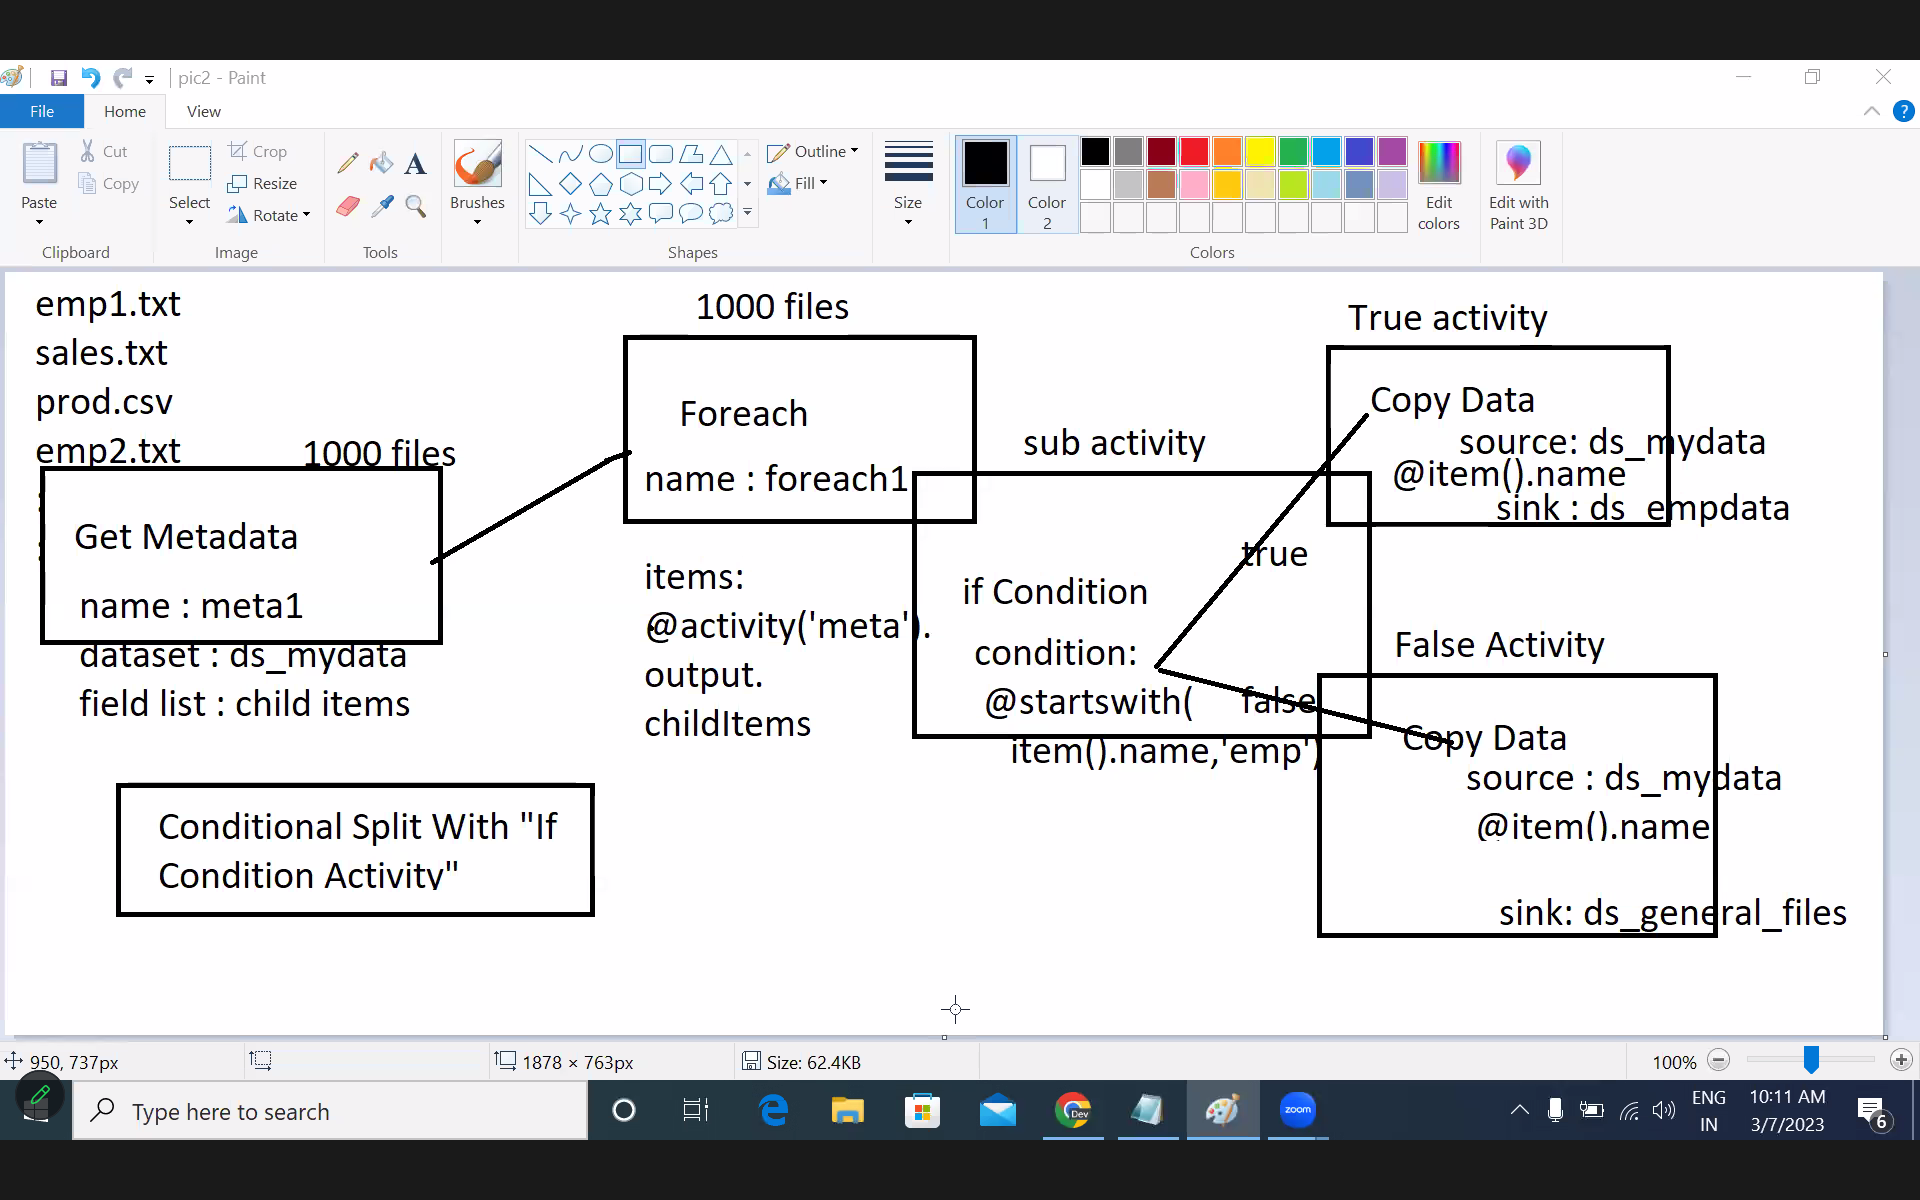 pic2 - Paint
File
Home
View
Paste
Cut
Copy
Clipboard
Select
Crop
Resize
Rotate
Image
Tools
Brushes
Outline
Fill
Shapes
Size
Color
1
Color
2
Edit
colors
Edit with
Paint 3D
Colors
emp1.txt
sales.txt
prod.csv
emp2.txt
1000 files
Get Metadata
name : meta1
dataset : ds_mydata
field list : child items
Conditional Split With "If
Condition Activity"
1000 files
Foreach
name : foreach1
items:
@activity('meta').
output.
childItems
sub activity
if Condition
condition:
@startswith(
item().name,'emp')
true
false
True activity
Copy Data
source: ds_mydata
@item().name
sink : ds_empdata
False Activity
Copy Data
source : ds_mydata
@item().name
sink: ds_general_files
950, 737px
1878 × 763px
Size: 62.4KB
100%
Type here to search
Dev
zoom
ENG
IN
10:11 AM
3/7/2023
6